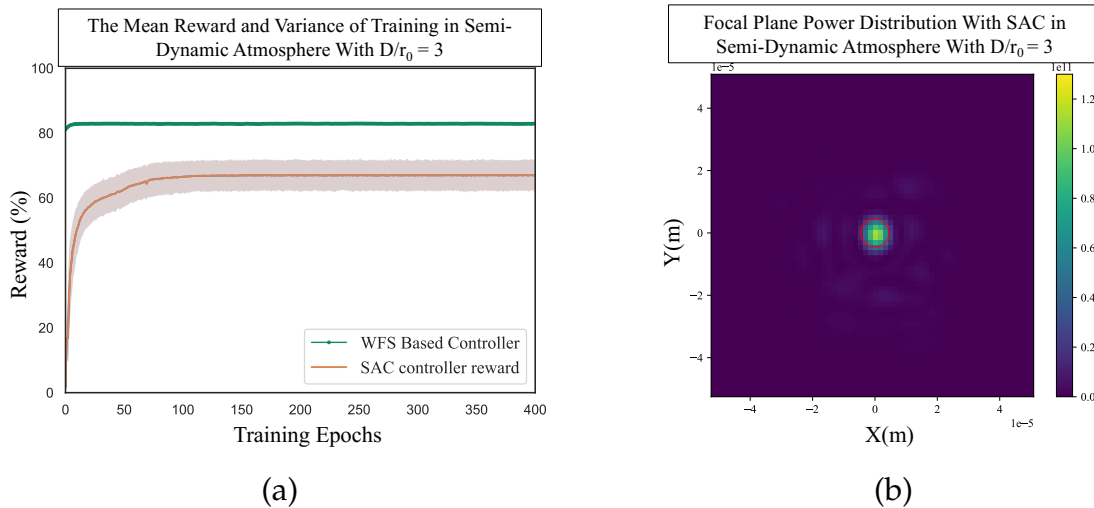 The Mean Reward and Variance of Training in Semi-
Dynamic Atmosphere With D/r₀ = 3
100
80
60
40
20
0
Reward (%)
WFS Based Controller
SAC controller reward
0 50 100 150 200 250 300 350 400
Training Epochs
(a)
Focal Plane Power Distribution With SAC in
Semi-Dynamic Atmosphere With D/r₀ = 3
1e−5
1e11
4
2
0
−2
−4
Y(m)
−4 −2 0 2 4
1e−5
X(m)
1.2
1.0
0.8
0.6
0.4
0.2
0.0
(b)